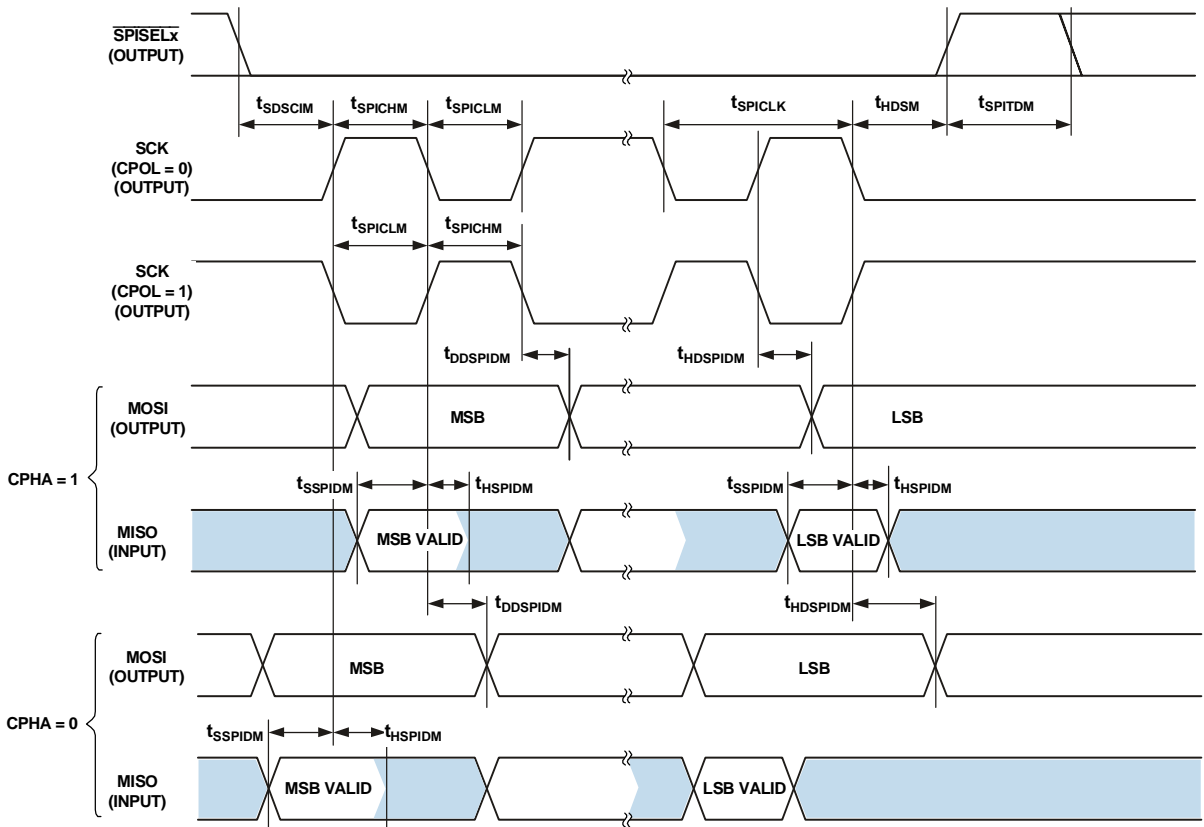 SPISELx
(OUTPUT)
tSDSCIM
tSPICHM
tSPICLM
tSPICLK
tHDSM
tSPITDM
SCK
(CPOL = 0)
(OUTPUT)
tSPICLM
tSPICHM
SCK
(CPOL = 1)
(OUTPUT)
tDDSPIDM
tHDSPIDM
MOSI
(OUTPUT)
MSB
LSB
CPHA = 1
tSSPIDM
tHSPIDM
tSSPIDM
tHSPIDM
MISO
(INPUT)
MSB VALID
LSB VALID
tDDSPIDM
tHDSPIDM
MOSI
(OUTPUT)
MSB
LSB
CPHA = 0
tSSPIDM
tHSPIDM
MISO
(INPUT)
MSB VALID
LSB VALID